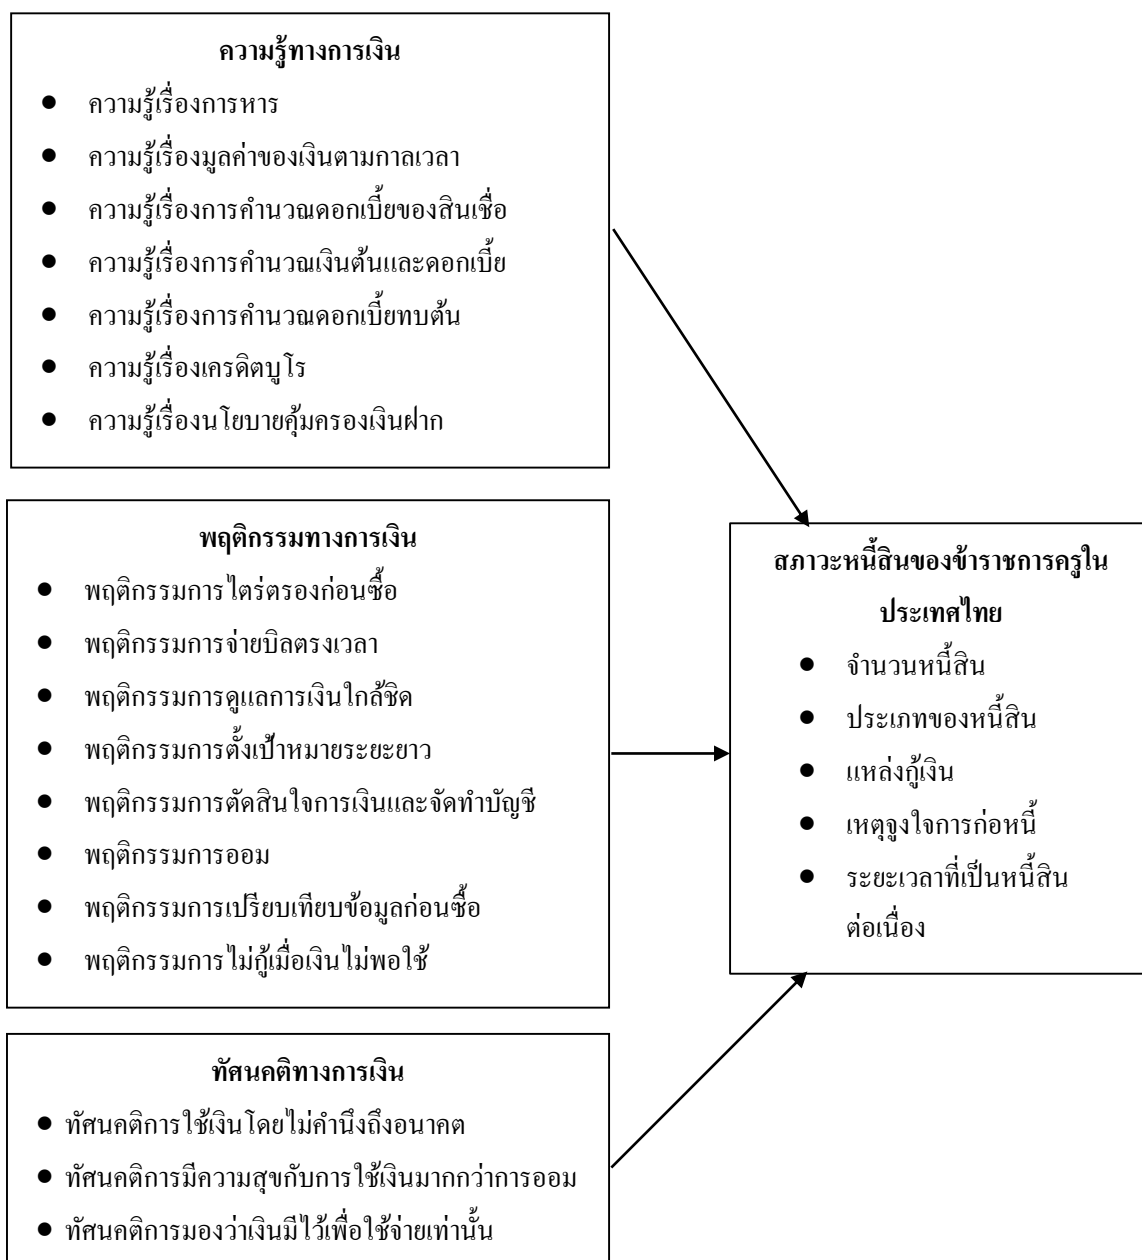 ความรู้ทางการเงิน
● ความรู้เรื่องการหาร
● ความรู้เรื่องมูลค่าของเงินตามกาลเวลา
● ความรู้เรื่องการคำนวณดอกเบี้ยของสินเชื่อ
● ความรู้เรื่องการคำนวณเงินต้นและดอกเบี้ย
● ความรู้เรื่องการคำนวณดอกเบี้ยทบต้น
● ความรู้เรื่องเครดิตบูโร
● ความรู้เรื่องนโยบายคุ้มครองเงินฝาก
พฤติกรรมทางการเงิน
● พฤติกรรมการไตร่ตรองก่อนซื้อ
● พฤติกรรมการจ่ายบิลตรงเวลา
● พฤติกรรมการดูแลการเงินใกล้ชิด
● พฤติกรรมการตั้งเป้าหมายระยะยาว
● พฤติกรรมการตัดสินใจการเงินและจัดทำบัญชี
● พฤติกรรมการออม
● พฤติกรรมการเปรียบเทียบข้อมูลก่อนซื้อ
● พฤติกรรมการไม่กู้เมื่อเงินไม่พอใช้
ทัศนคติทางการเงิน
● ทัศนคติการใช้เงินโดยไม่คำนึงถึงอนาคต
● ทัศนคติการมีความสุขกับการใช้เงินมากกว่าการออม
● ทัศนคติการมองว่าเงินมีไว้เพื่อใช้จ่ายเท่านั้น
สภาวะหนี้สินของข้าราชการครูใน
ประเทศไทย
● จำนวนหนี้สิน
● ประเภทของหนี้สิน
● แหล่งกู้เงิน
● เหตุจูงใจการก่อหนี้
● ระยะเวลาที่เป็นหนี้สิน
ต่อเนื่อง